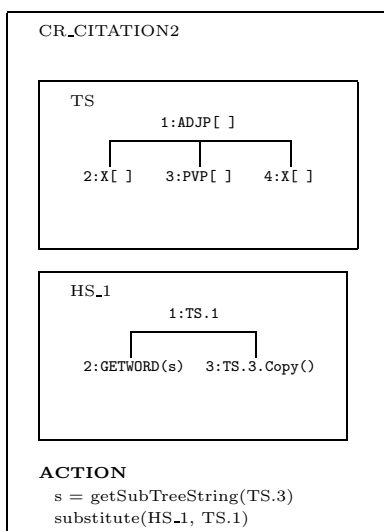 CR_CITATION2
TS
1:ADJP[ ]
2:X[ ] 3:PVP[ ] 4:X[ ]
HS_1
1:TS.1
2:GETWORD(s) 3:TS.3.Copy()
ACTION
s = getSubTreeString(TS.3)
substitute(HS_1, TS.1)